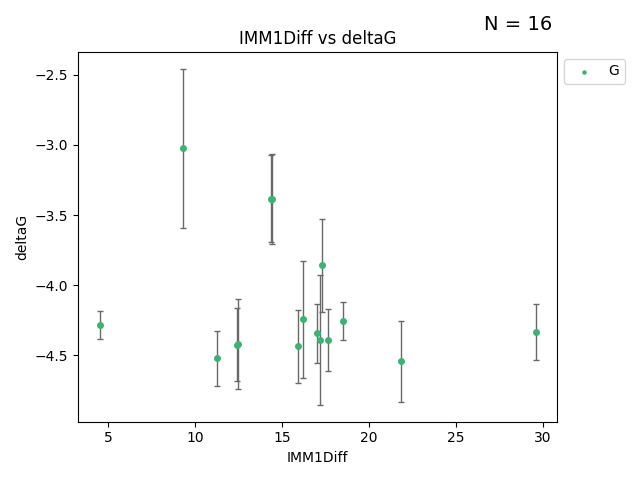 N = 16
IMM1Diff vs deltaG
G
−2.5
−3.0
−3.5
−4.0
−4.5
deltaG
5 10 15 20 25 30
IMM1Diff